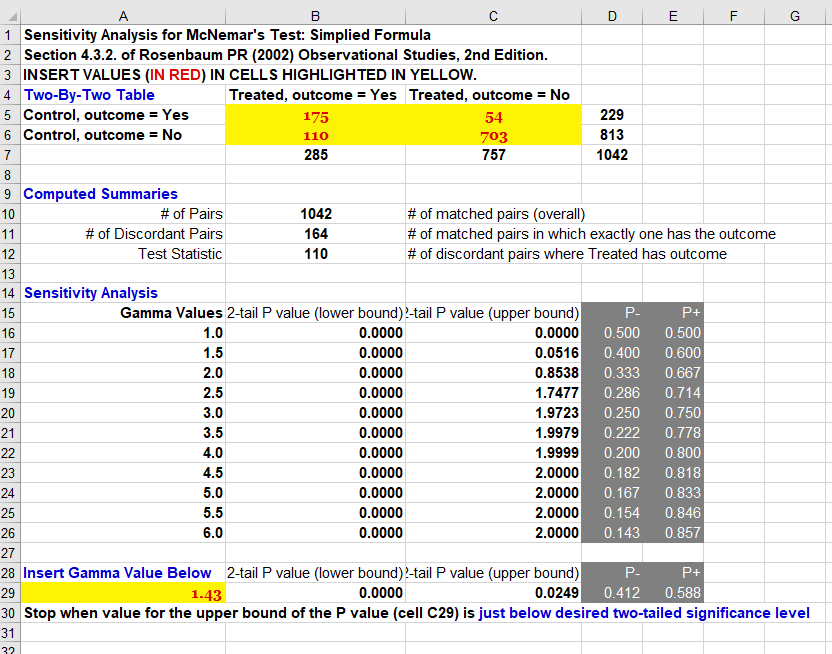 A B C D E F G
1 Sensitivity Analysis for McNemar's Test: Simplied Formula
2 Section 4.3.2. of Rosenbaum PR (2002) Observational Studies, 2nd Edition.
3 INSERT VALUES (IN RED) IN CELLS HIGHLIGHTED IN YELLOW.
4 Two-By-Two Table Treated, outcome = Yes Treated, outcome = No
5 Control, outcome = Yes 175 54 229
6 Control, outcome = No 110 703 813
7 285 757 1042
8
9 Computed Summaries
10 # of Pairs 1042 # of matched pairs (overall)
11 # of Discordant Pairs 164 # of matched pairs in which exactly one has the outcome
12 Test Statistic 110 # of discordant pairs where Treated has outcome
13
14 Sensitivity Analysis
15 Gamma Values 2-tail P value (lower bound) 2-tail P value (upper bound) P- P+
16 1.0 0.0000 0.0000 0.500 0.500
17 1.5 0.0000 0.0516 0.400 0.600
18 2.0 0.0000 0.8538 0.333 0.667
19 2.5 0.0000 1.7477 0.286 0.714
20 3.0 0.0000 1.9723 0.250 0.750
21 3.5 0.0000 1.9979 0.222 0.778
22 4.0 0.0000 1.9999 0.200 0.800
23 4.5 0.0000 2.0000 0.182 0.818
24 5.0 0.0000 2.0000 0.167 0.833
25 5.5 0.0000 2.0000 0.154 0.846
26 6.0 0.0000 2.0000 0.143 0.857
27
28 Insert Gamma Value Below 2-tail P value (lower bound) 2-tail P value (upper bound) P- P+
29 1.43 0.0000 0.0249 0.412 0.588
30 Stop when value for the upper bound of the P value (cell C29) is just below desired two-tailed significance level
31
32